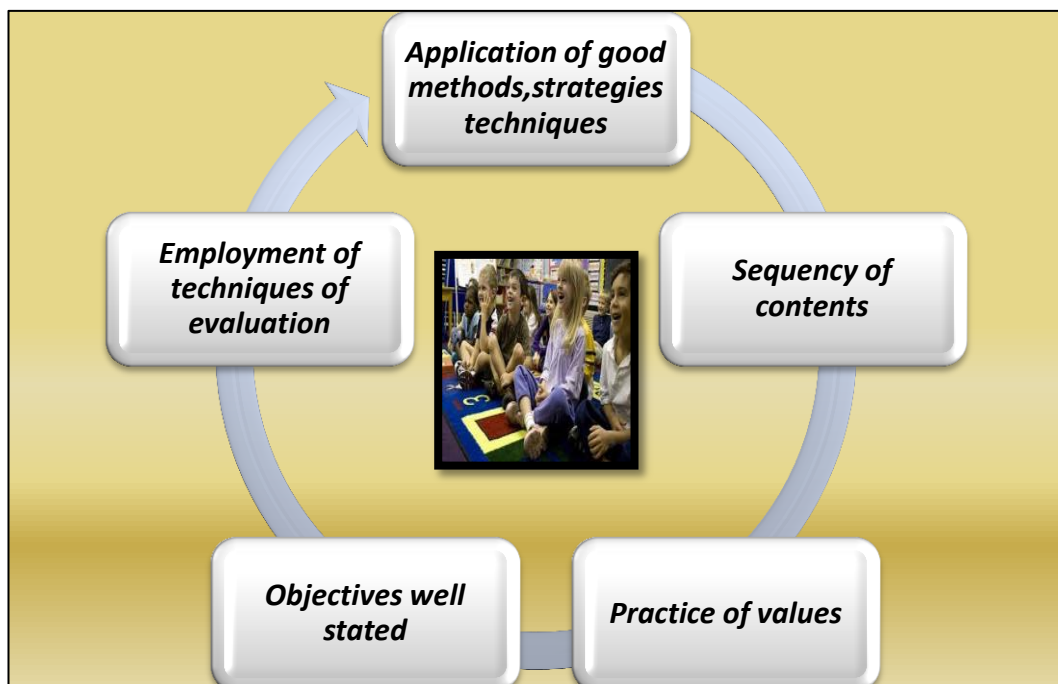 Application of good
methods,strategies
techniques
Sequency of
contents
Practice of values
Objectives well
stated
Employment of
techniques of
evaluation